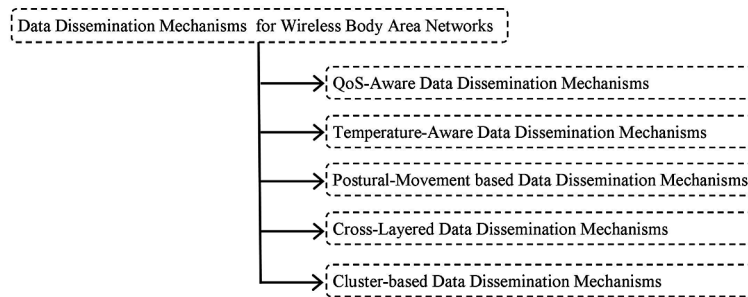 Data Dissemination Mechanisms for Wireless Body Area Networks
QoS-Aware Data Dissemination Mechanisms
Temperature-Aware Data Dissemination Mechanisms
Postural-Movement based Data Dissemination Mechanisms
Cross-Layered Data Dissemination Mechanisms
Cluster-based Data Dissemination Mechanisms